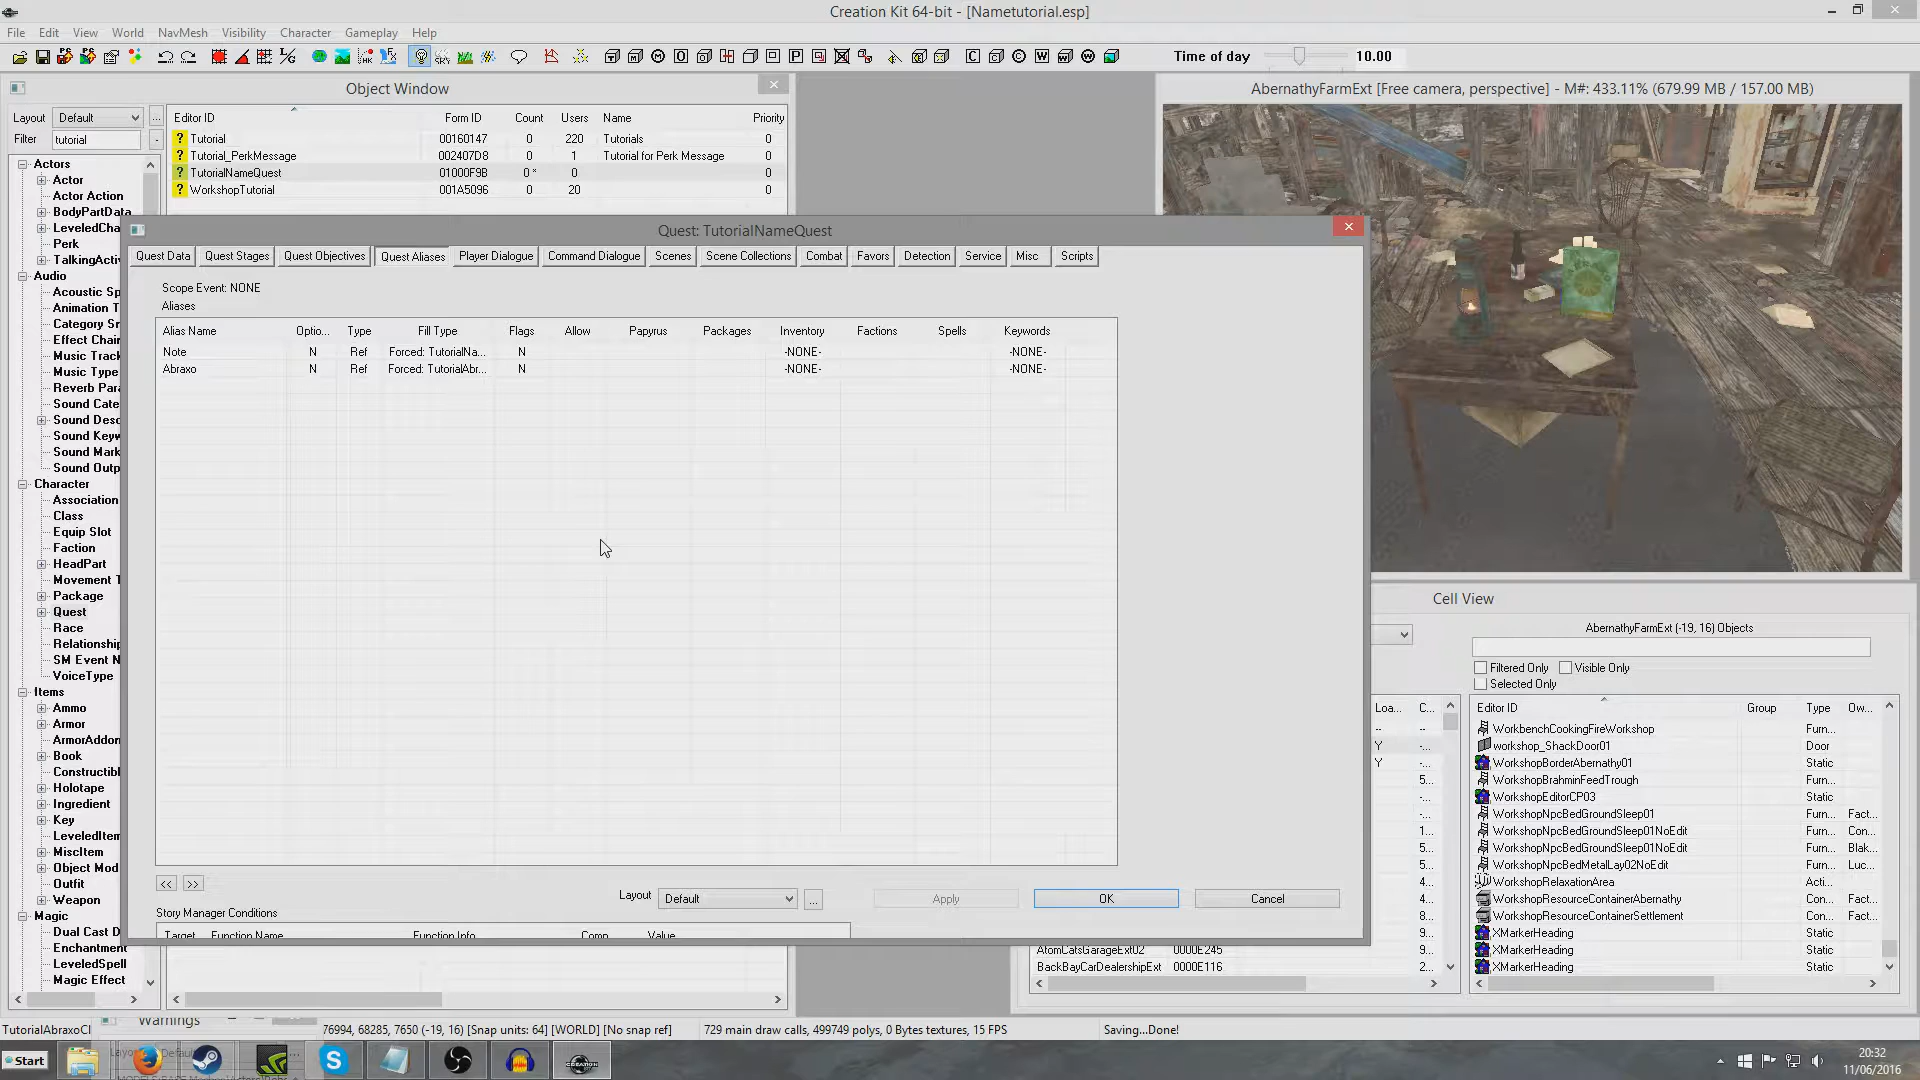 Creation Kit 64-bit - [Nametutorial.esp]
File Edit View World NavMesh Visibility Character Gameplay Help
Time of day 10.00
Object Window
AbernathyFarmExt [Free camera, perspective] - M#: 433.11% (679.99 MB / 157.00 MB)
Layout Default ...
Filter tutorial
Editor ID Form ID Count Users Name Priority
Tutorial 00160147 0 220 Tutorials 0
Tutorial_PerkMessage 002407D8 0 1 Tutorial for Perk Message 0
TutorialNameQuest 01000F9B 0 * 0 0
WorkshopTutorial 001A5096 0 20 0
Actors
Actor
Actor Action
BodyPartData
LeveledCha
Perk
TalkingActiv
Audio
Acoustic Sp
Animation T
Category Sn
Effect Chain
Music Track
Music Type
Reverb Para
Sound Cate
Sound Desc
Sound Keyw
Sound Mark
Sound Outp
Character
Association
Class
Equip Slot
Faction
HeadPart
Movement T
Package
Quest
Race
Relationship
SM Event N
VoiceType
Items
Ammo
Armor
ArmorAddon
Book
Constructibl
Holotape
Ingredient
Key
LeveledItem
MiscItem
Object Mod
Outfit
Weapon
Magic
Dual Cast D
Enchantment
LeveledSpell
Magic Effect
Quest: TutorialNameQuest
Quest Data Quest Stages Quest Objectives Quest Aliases Player Dialogue Command Dialogue Scenes Scene Collections Combat Favors Detection Service Misc Scripts
Scope Event: NONE
Aliases
Alias Name Optio... Type Fill Type Flags Allow Papyrus Packages Inventory Factions Spells Keywords
Note N Ref Forced: TutorialNa... N -NONE- -NONE-
Abraxo N Ref Forced: TutorialAbr... N -NONE- -NONE-
<< >>
Layout Default ... Apply OK Cancel
Story Manager Conditions
Target Function Name Function Info Comp Value
Cell View
AbernathyFarmExt (-19, 16) Objects
Filtered Only Visible Only
Selected Only
Loa... C...
-- --
Y -...
Y -...
Editor ID Group Type Ow...
WorkbenchCookingFireWorkshop Furn...
workshop_ShackDoor01 Door
WorkshopBorderAbernathy01 Static
WorkshopBrahminFeedTrough Furn...
WorkshopEditorCP03 Static
WorkshopNpcBedGroundSleep01 Furn... Fact...
WorkshopNpcBedGroundSleep01NoEdit Furn... Con...
WorkshopNpcBedGroundSleep01NoEdit Furn... Blak...
WorkshopNpcBedMetalLay02NoEdit Furn... Luc...
WorkshopRelaxationArea Acti...
WorkshopResourceContainerAbernathy Con... Fact...
WorkshopResourceContainerSettlement Con... Fact...
XMarkerHeading Static
XMarkerHeading Static
XMarkerHeading Static
AtomCatsGarageExt02 0000E245 9...
BackBayCarDealershipExt 0000E116 2...
TutorialAbraxoCl Warnings 76994, 68285, 7650 (-19, 16) [Snap units: 64] [WORLD] [No snap ref] 729 main draw calls, 499749 polys, 0 Bytes textures, 15 FPS Saving...Done!
Start
20:32
11/06/2016